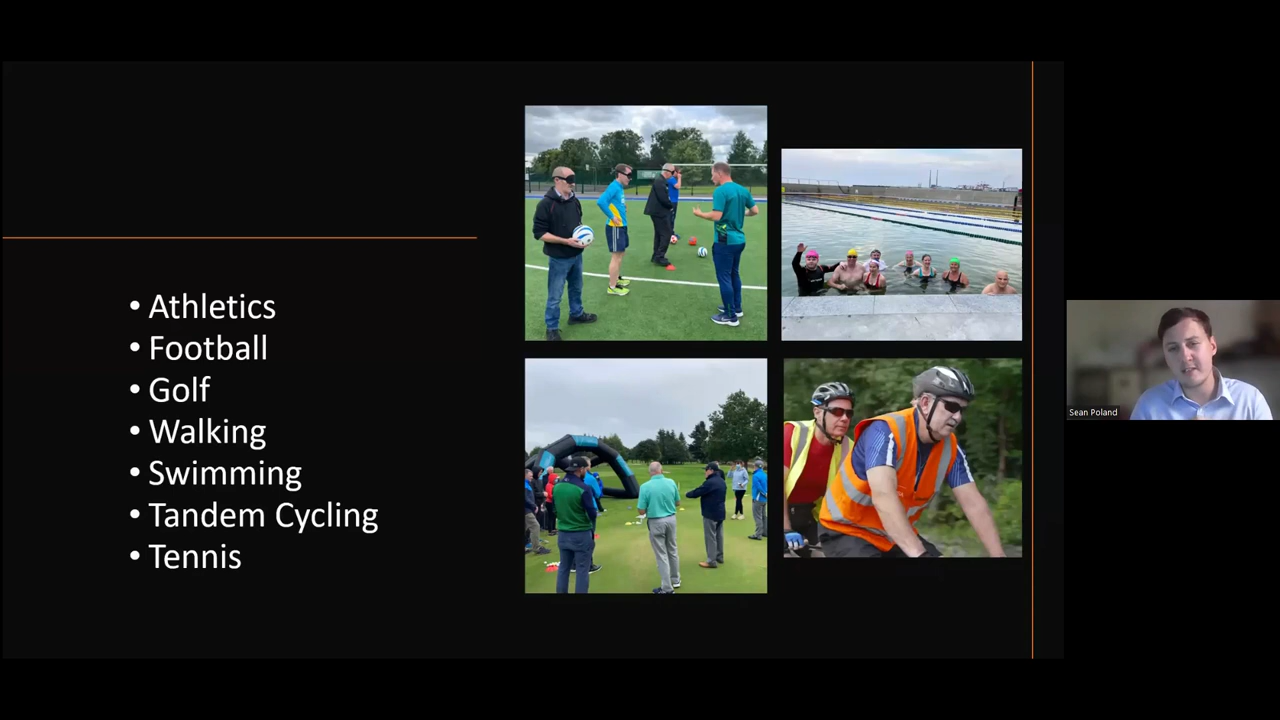 • Athletics
• Football
• Golf
• Walking
• Swimming
• Tandem Cycling
• Tennis
Sean Poland